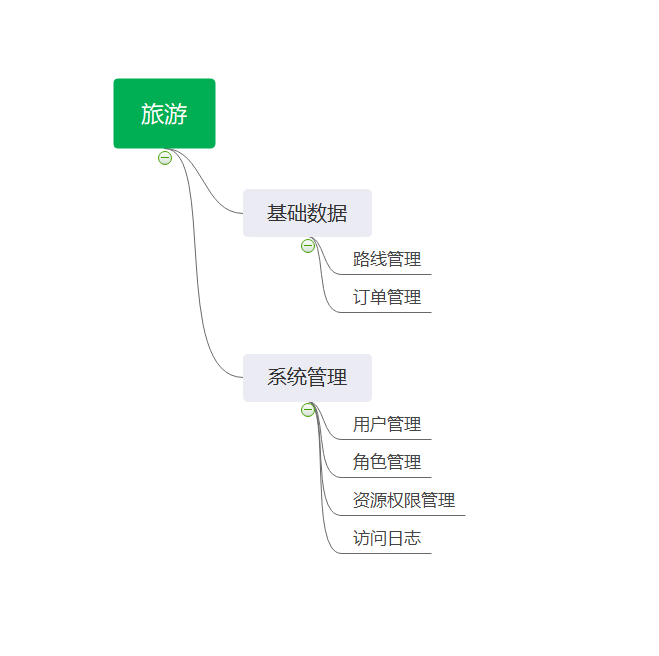 旅游
基础数据
路线管理
订单管理
系统管理
用户管理
角色管理
资源权限管理
访问日志